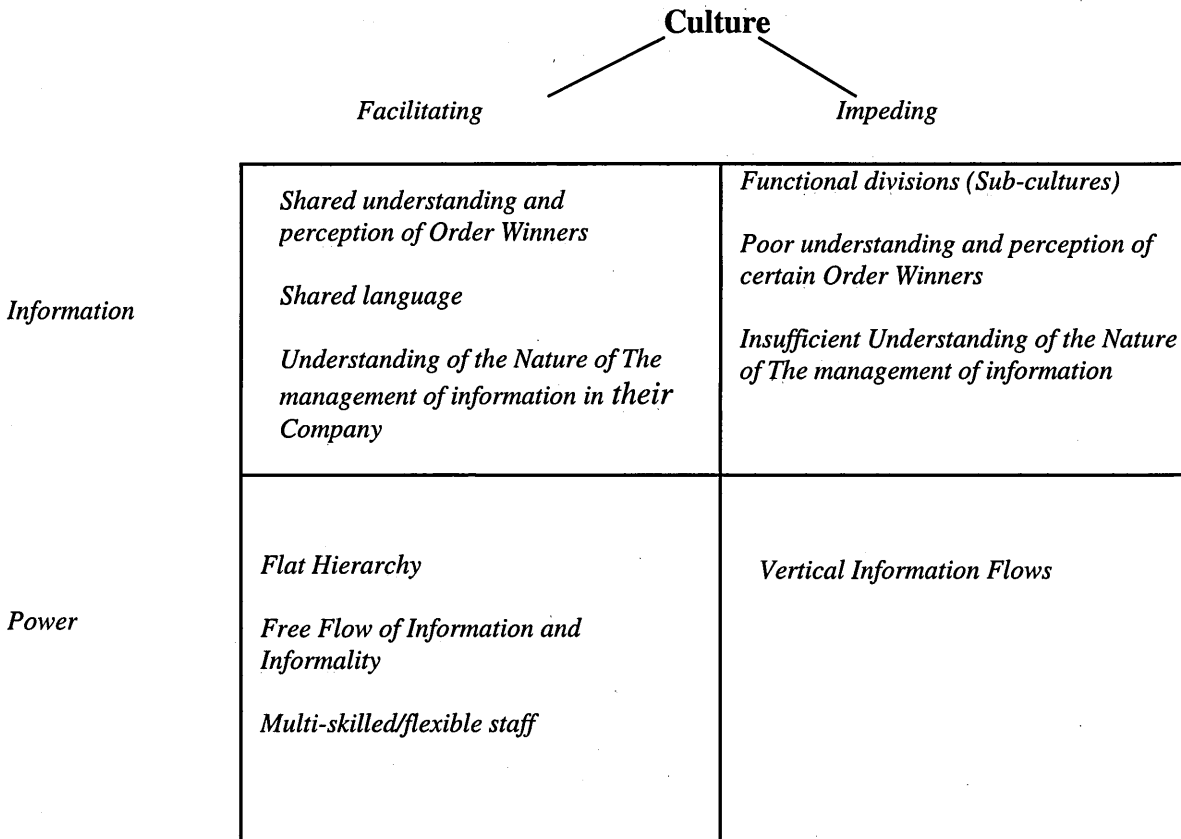 Culture
Facilitating
Impeding
Information
Shared understanding and
perception of Order Winners
Shared language
Understanding of the Nature of The
management of information in their
Company
Functional divisions (Sub-cultures)
Poor understanding and perception of
certain Order Winners
Insufficient Understanding of the Nature
of The management of information
Power
Flat Hierarchy
Free Flow of Information and
Informality
Multi-skilled/flexible staff
Vertical Information Flows